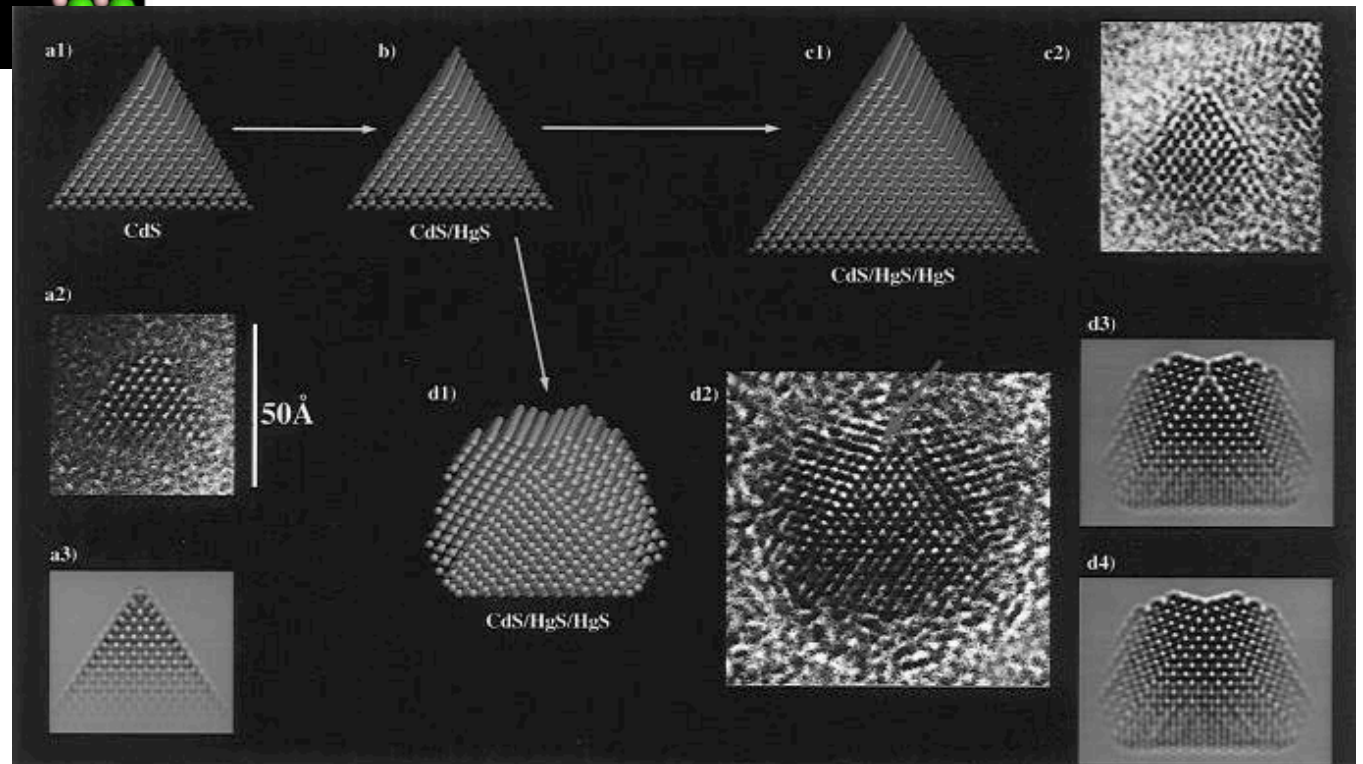 a1)
b)
c1)
c2)
CdS
CdS/HgS
CdS/HgS/HgS
a2)
50Å
d1)
d2)
d3)
a3)
CdS/HgS/HgS
d4)